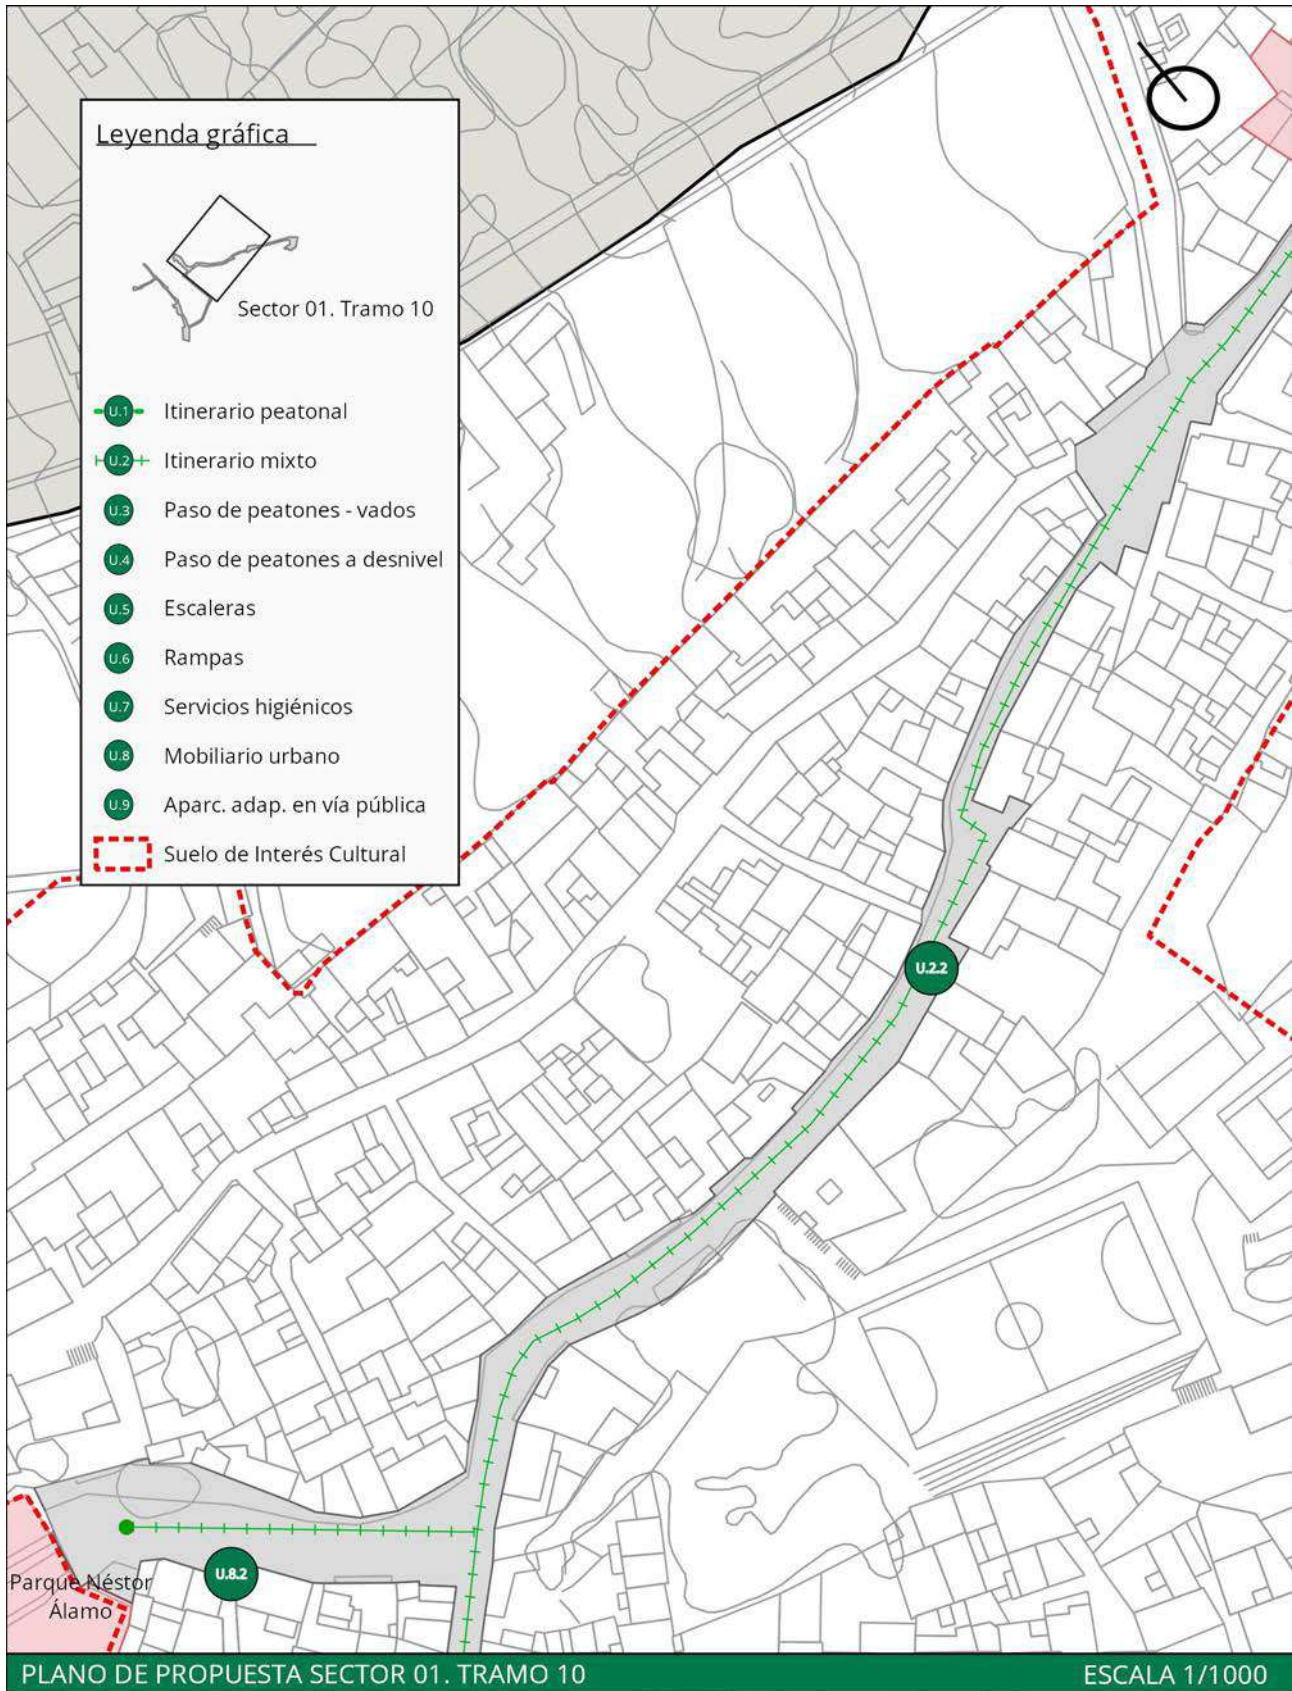 Leyenda gráfica
Sector 01. Tramo 10
U.1 Itinerario peatonal
U.2 Itinerario mixto
U.3 Paso de peatones - vados
U.4 Paso de peatones a desnivel
U.5 Escaleras
U.6 Rampas
U.7 Servicios higiénicos
U.8 Mobiliario urbano
U.9 Aparc. adap. en vía pública
Suelo de Interés Cultural
U.2.2
U.8.2
Parque Néstor
Álamo
PLANO DE PROPUESTA SECTOR 01. TRAMO 10 ESCALA 1/1000